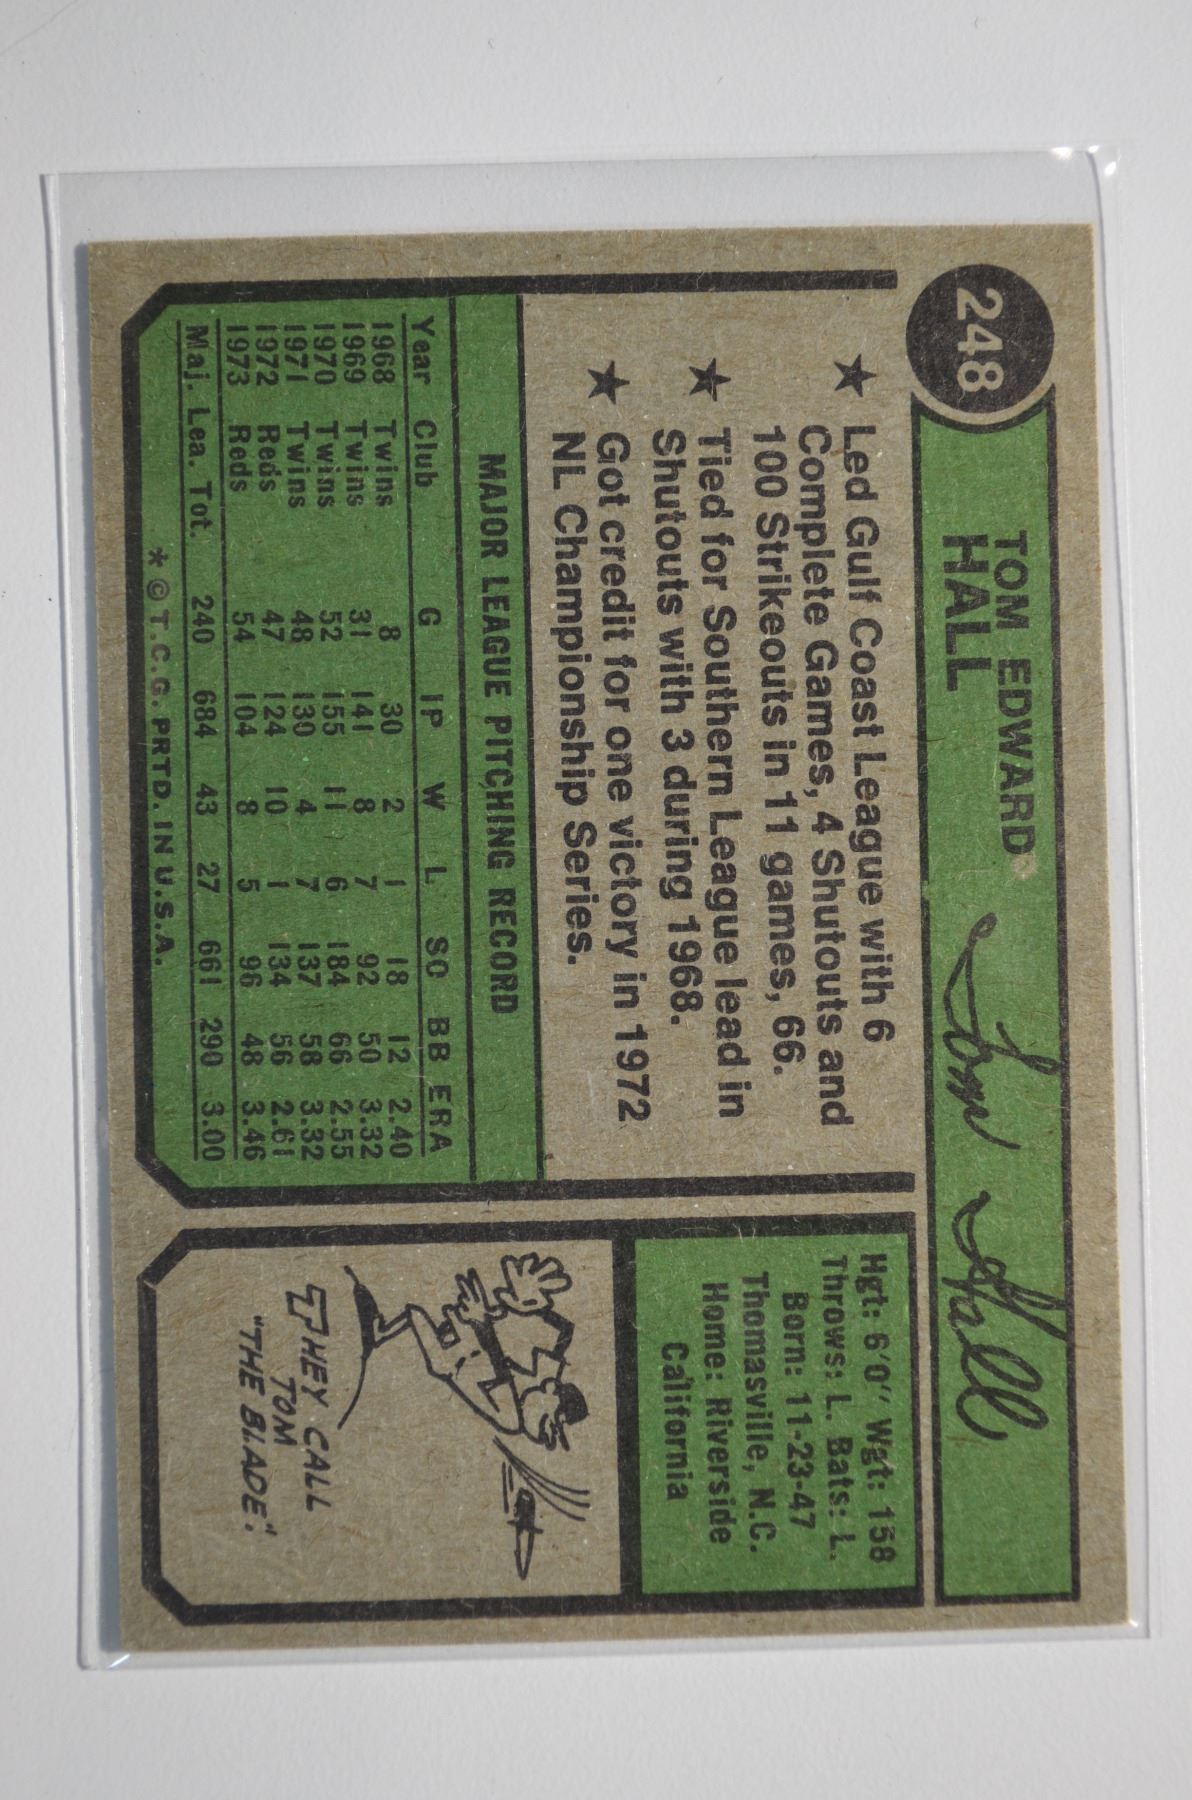 248
TOM EDWARD
HALL
Tom Hall
★ Led Gulf Coast League with 6
Complete Games, 4 Shutouts and
100 Strikeouts in 11 games, 66.
★ Tied for Southern League lead in
Shutouts with 3 during 1968.
★ Got credit for one victory in 1972
NL Championship Series.
MAJOR LEAGUE PITCHING RECORD
Year Club G IP W L SO BB ERA
1968 Twins 8 30 2 1 18 12 2.40
1969 Twins 31 141 8 7 92 50 3.32
1970 Twins 52 155 11 6 184 66 2.55
1971 Twins 48 130 4 7 137 58 3.32
1972 Reds 47 124 10 1 134 56 2.61
1973 Reds 54 104 8 5 96 48 3.46
Maj. Lea. Tot. 240 684 43 27 661 290 3.00
* © T.C.G. PRTD. IN U.S.A.
Hgt: 6'0" Wgt: 158
Throws: L. Bats: L.
Born: 11-23-47
Thomasville, N.C.
Home: Riverside
California
THEY CALL
TOM
"THE BLADE."